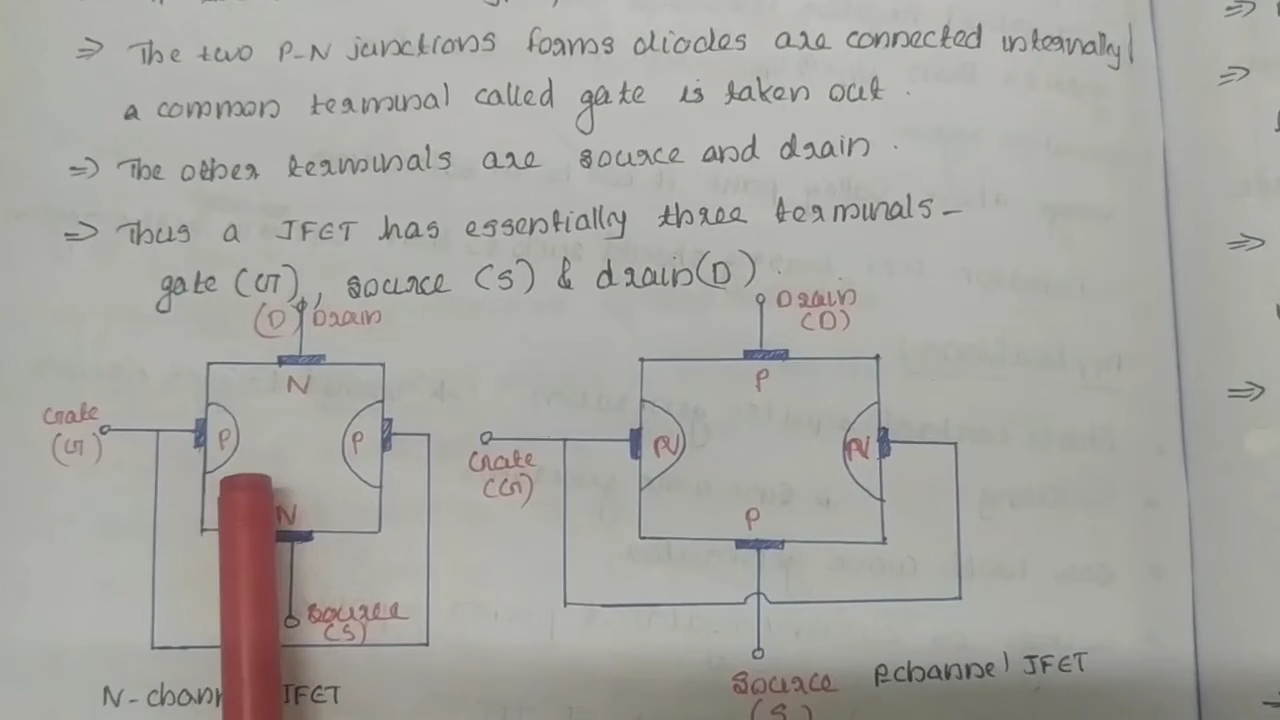 ⇒ The two P-N junctions forms diodes are connected internally
a common terminal called gate is taken out.
⇒ The other terminals are source and drain.
⇒ Thus a JFET has essentially three terminals-
gate (G), source (S) & drain(D).
(D) Drain
N
Gate
(G)
P
P
N
Source
(S)
JFET
Drain
(D)
P
Gate
(G)
N
N
P
Source
(S)
P-channel JFET